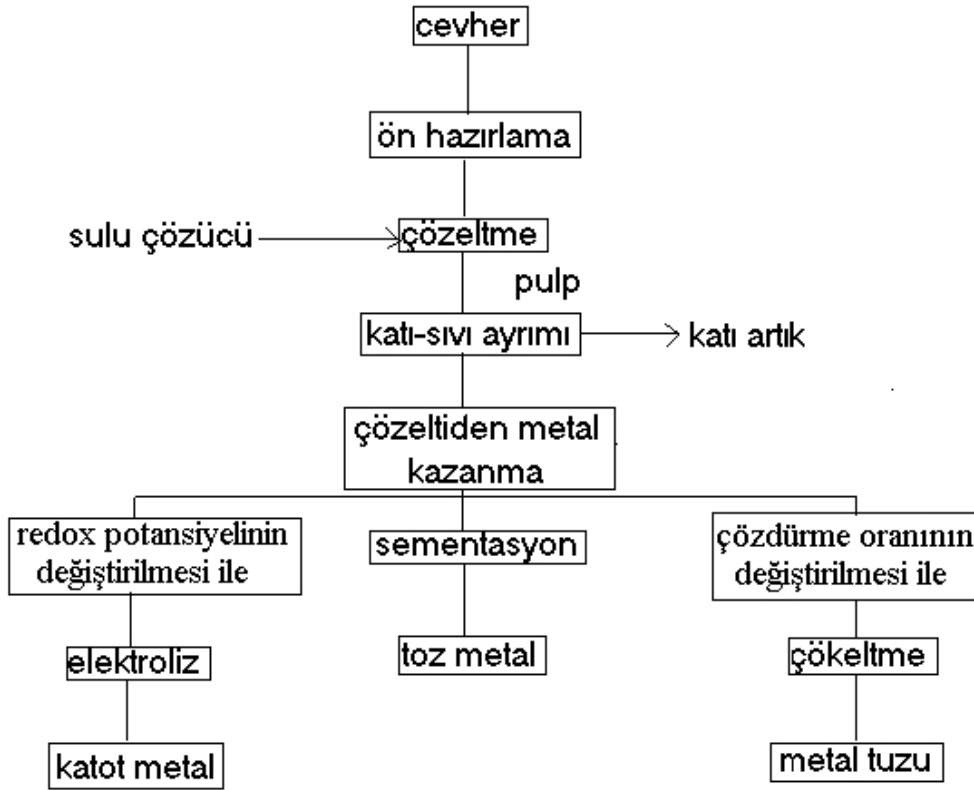 cevher
ön hazırlama
sulu çözücü
çözeltme
pulp
katı-sıvı ayrımı
katı artık
çözeltiden metal
kazanma
redox potansiyelinin
değiştirilmesi ile
sementasyon
çözdürme oranının
değiştirilmesi ile
elektroliz
toz metal
çökeltme
katot metal
metal tuzu